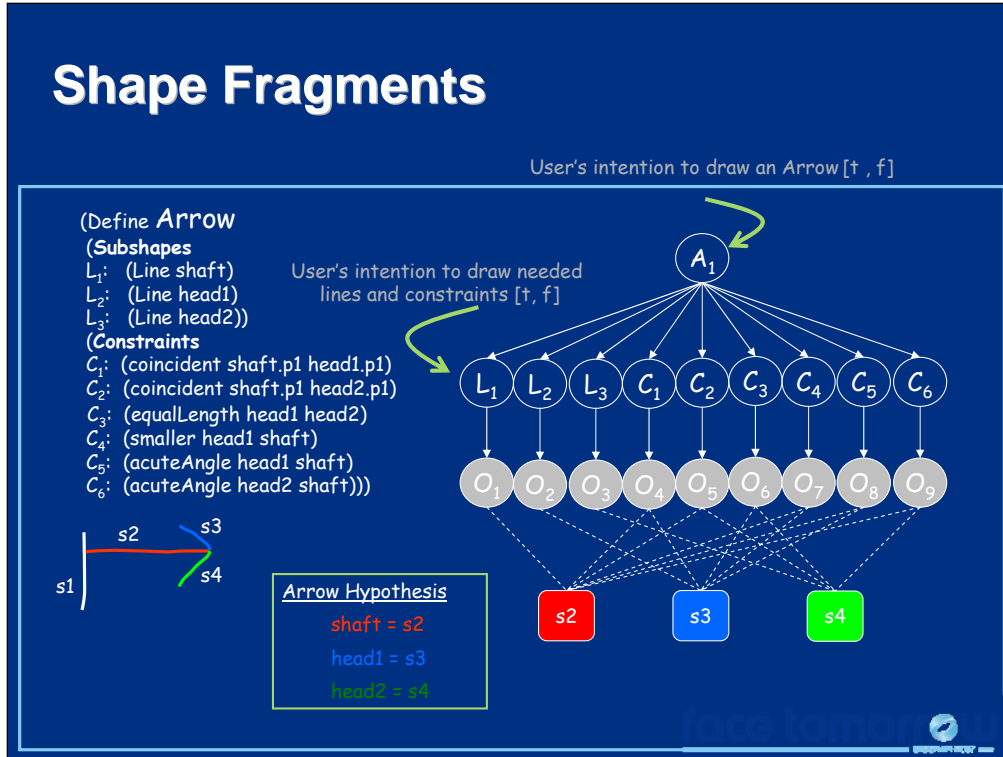 Shape Fragments
User's intention to draw an Arrow [t , f]
(Define Arrow
(Subshapes
L1: (Line shaft)
L2: (Line head1)
L3: (Line head2))
(Constraints
C1: (coincident shaft.p1 head1.p1)
C2: (coincident shaft.p1 head2.p1)
C3: (equalLength head1 head2)
C4: (smaller head1 shaft)
C5: (acuteAngle head1 shaft)
C6: (acuteAngle head2 shaft)))
User's intention to draw needed
lines and constraints [t, f]
A1
L1 L2 L3 C1 C2 C3 C4 C5 C6
O1 O2 O3 O4 O5 O6 O7 O8 O9
s2 s3 s4
s1
s2
s3
s4
Arrow Hypothesis
shaft = s2
head1 = s3
head2 = s4
face tomorrow